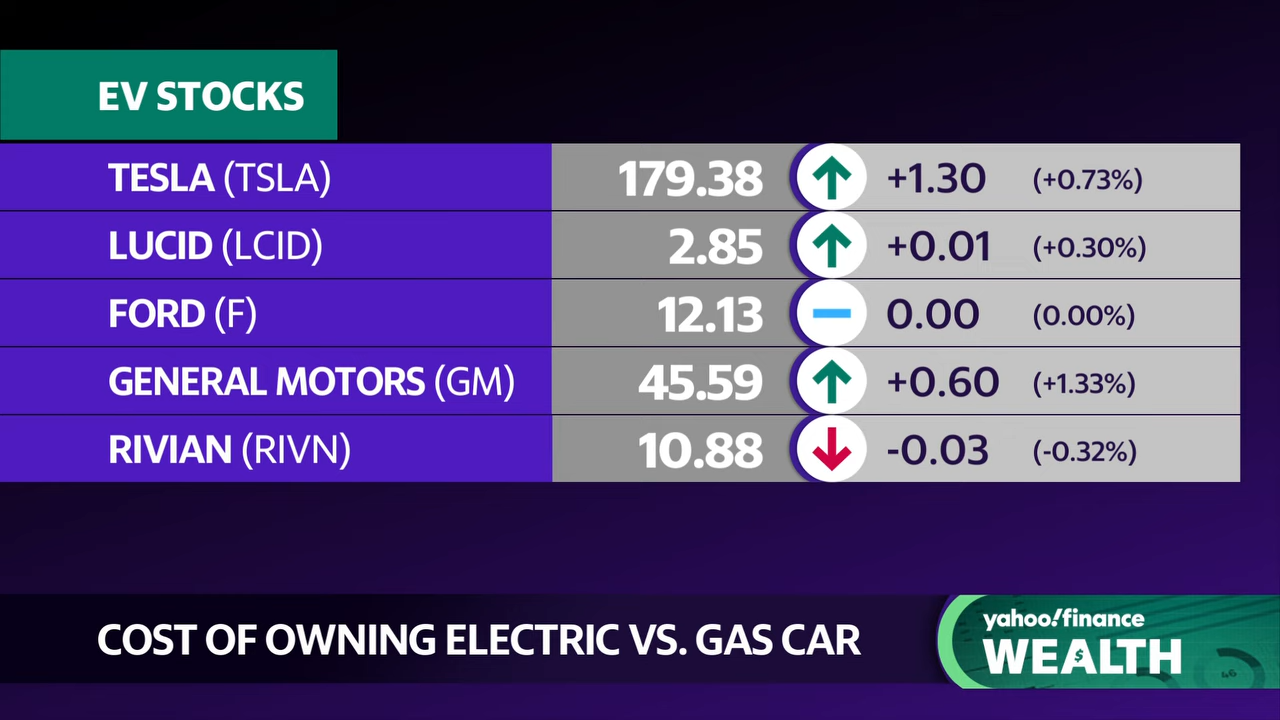 EV STOCKS
TESLA (TSLA) 179.38 +1.30 (+0.73%)
LUCID (LCID) 2.85 +0.01 (+0.30%)
FORD (F) 12.13 0.00 (0.00%)
GENERAL MOTORS (GM) 45.59 +0.60 (+1.33%)
RIVIAN (RIVN) 10.88 -0.03 (-0.32%)
COST OF OWNING ELECTRIC VS. GAS CAR
yahoo!finance
WEALTH